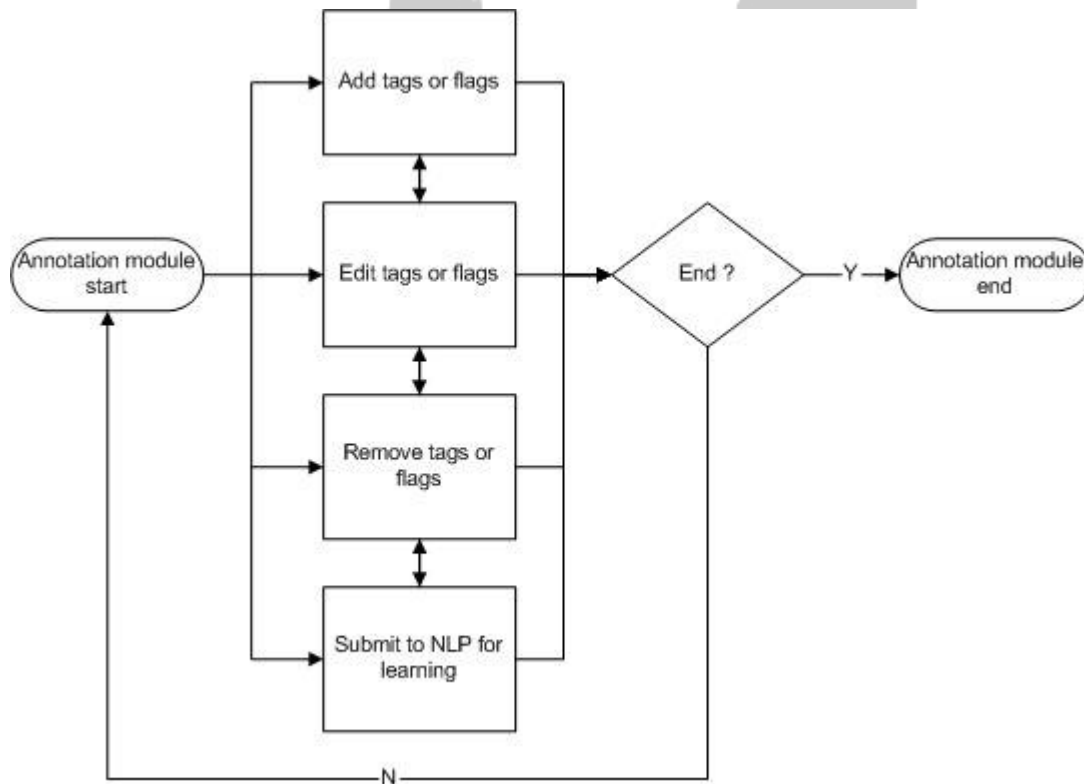 Add tags or flags
Annotation module
start
Edit tags or flags
End ?
Y
Annotation module
end
Remove tags or
flags
Submit to NLP for
learning
N